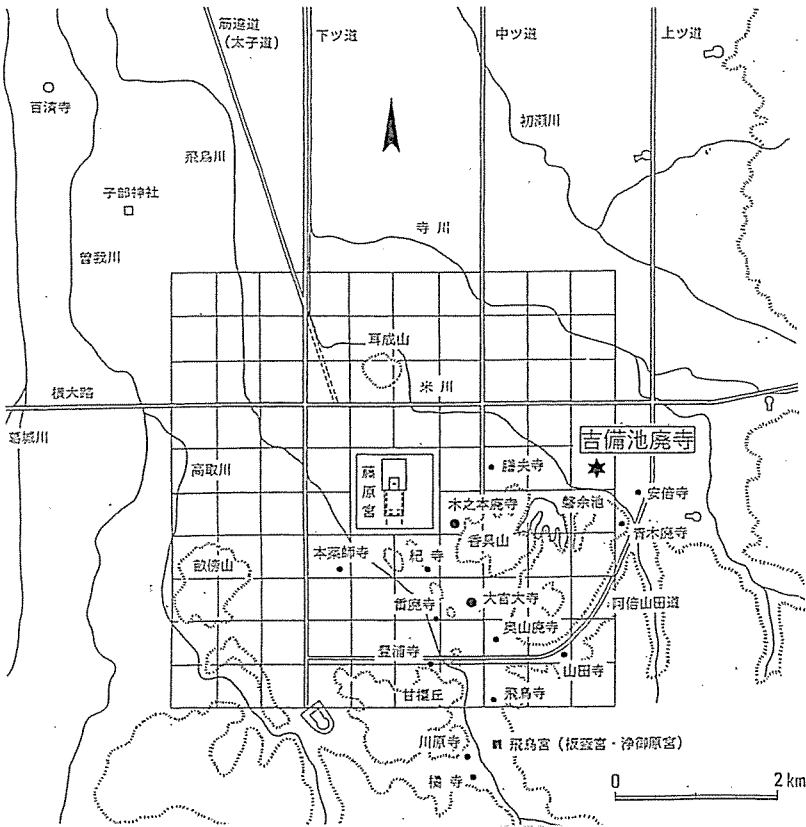 筋違道
(太子道)
下ツ道
中ツ道
上ツ道
百済寺
飛鳥川
初瀬川
子部神社
寺川
曽我川
耳成山
米川
横大路
葛城川
吉備池廃寺
高取川
藤原宮
膳夫寺
安倍寺
木之本廃寺
磐余池
青木廃寺
香具山
本薬師寺
紀寺
畝傍山
大官大寺
阿倍山田道
雷廃寺
奥山廃寺
豊浦寺
山田寺
甘樫丘
飛鳥寺
川原寺
飛鳥宮(板蓋宮・浄御原宮)
橘寺
0 2 km